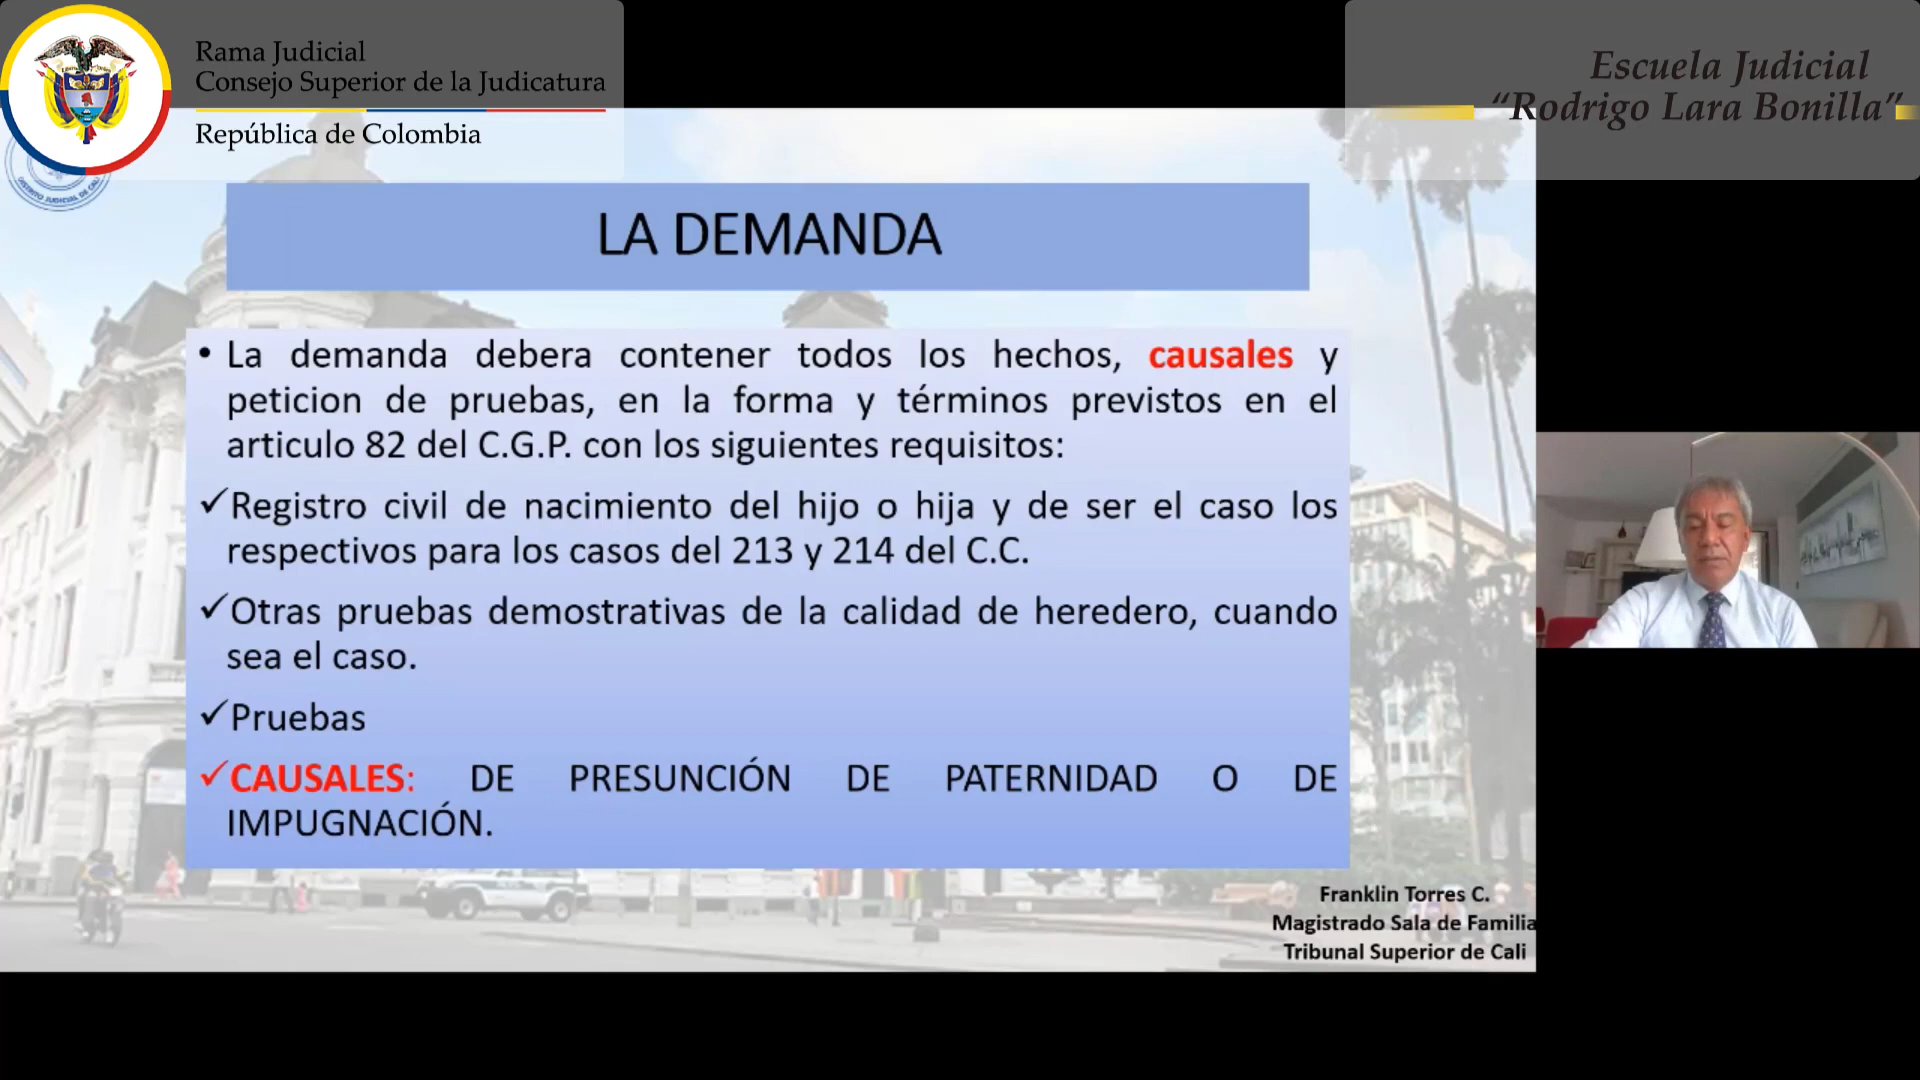 Rama Judicial
Consejo Superior de la Judicatura
República de Colombia
Escuela Judicial
“Rodrigo Lara Bonilla”
DISTRITO JUDICIAL DE CALI
LA DEMANDA
• La demanda debera contener todos los hechos, causales y
peticion de pruebas, en la forma y términos previstos en el
articulo 82 del C.G.P. con los siguientes requisitos:
✓Registro civil de nacimiento del hijo o hija y de ser el caso los
respectivos para los casos del 213 y 214 del C.C.
✓Otras pruebas demostrativas de la calidad de heredero, cuando
sea el caso.
✓Pruebas
✓CAUSALES: DE PRESUNCIÓN DE PATERNIDAD O DE
IMPUGNACIÓN.
Franklin Torres C.
Magistrado Sala de Familia
Tribunal Superior de Cali